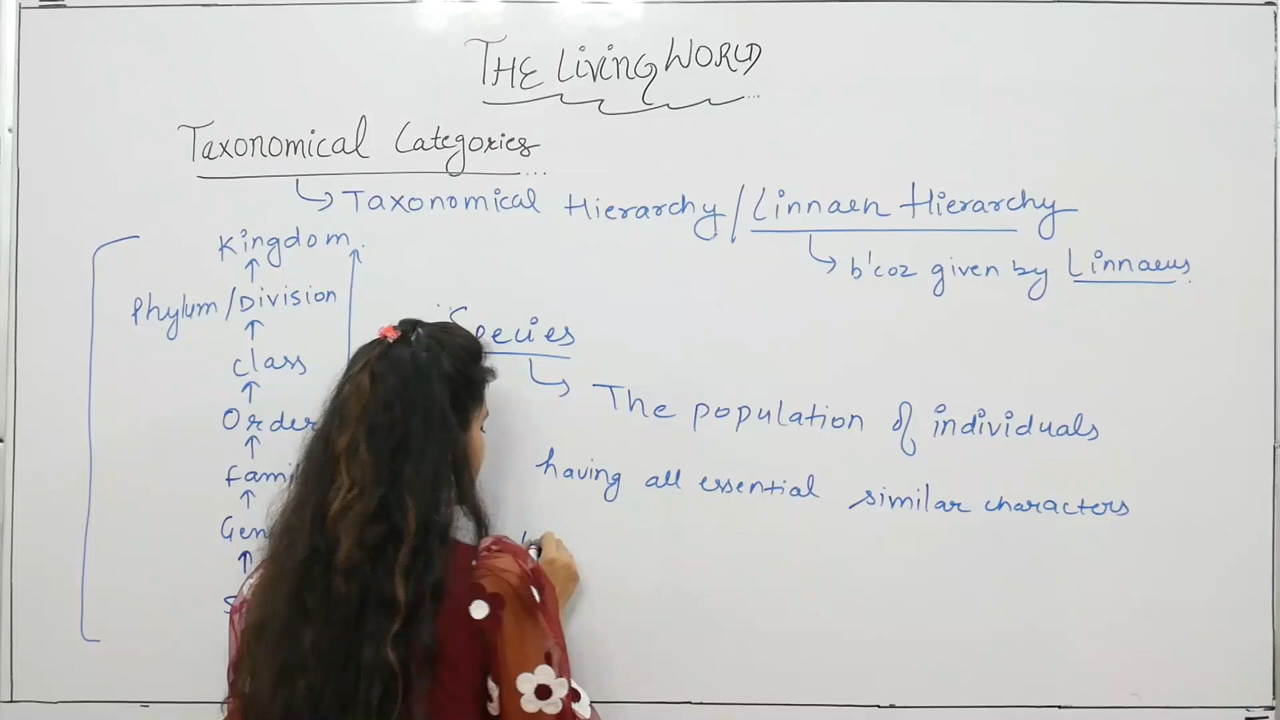 THE LIVING WORLD
Taxonomical Categories
Taxonomical Hierarchy / Linnaen Hierarchy
b'coz given by Linnaeus.
Kingdom
Phylum/Division
class
Order
Species
The population of individuals
having all essential similar characters